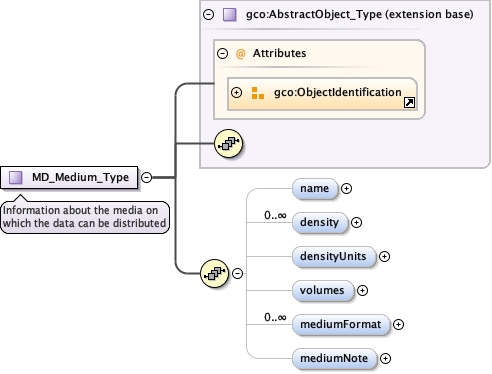 gco:AbstractObject_Type (extension base)
@ Attributes
gco:ObjectIdentification
MD_Medium_Type
Information about the media on
which the data can be distributed
name
0..∞
density
densityUnits
volumes
0..∞
mediumFormat
mediumNote